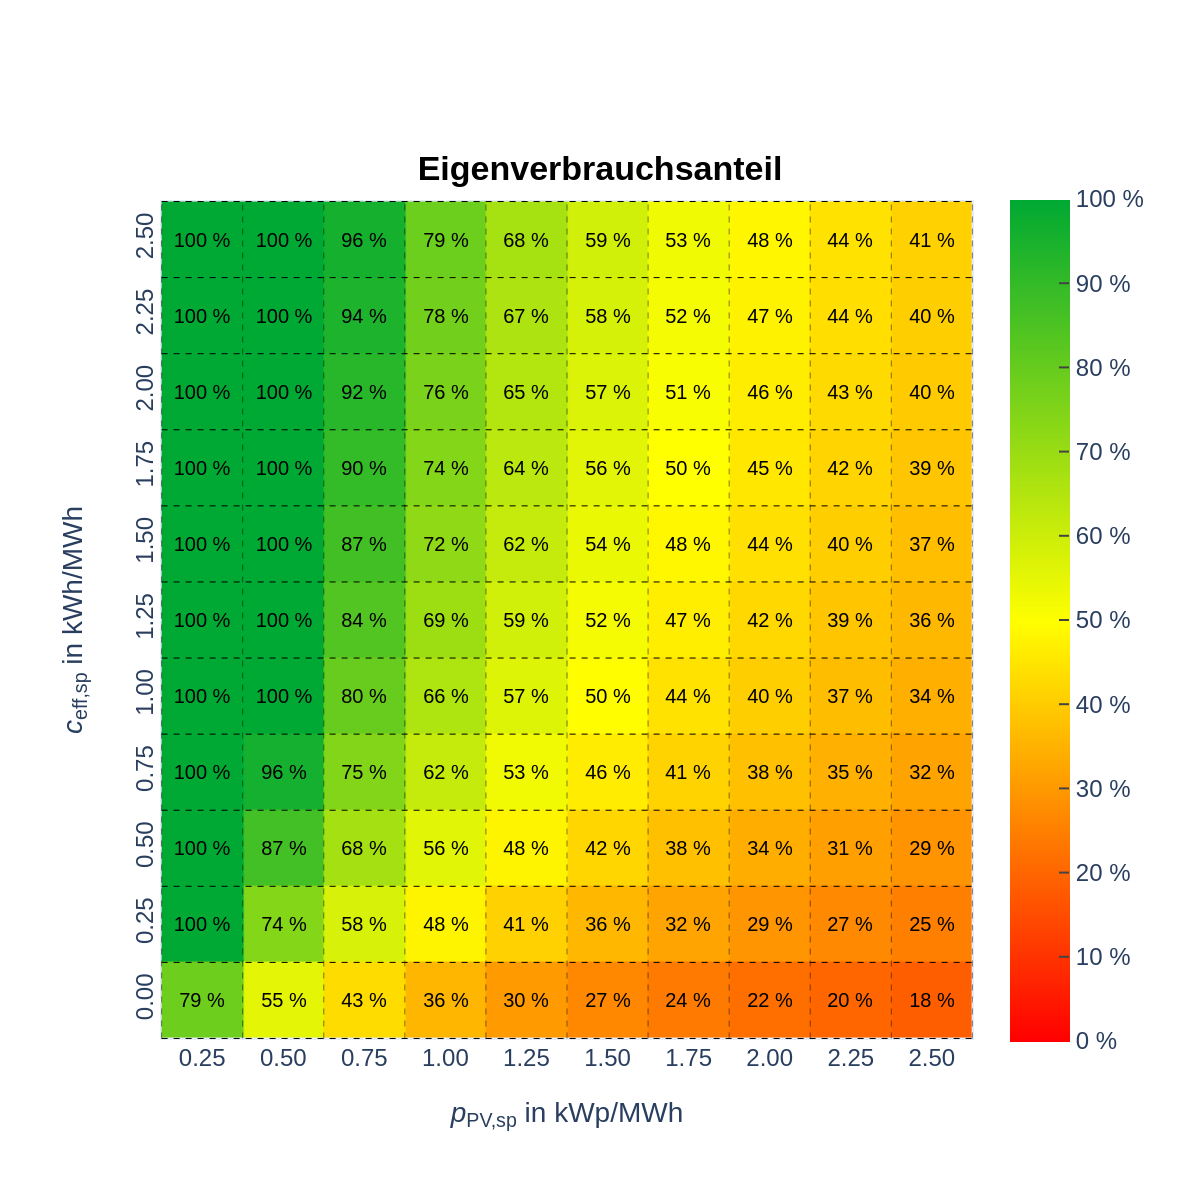 Eigenverbrauchsanteil
2.50 100 % 100 % 96 % 79 % 68 % 59 % 53 % 48 % 44 % 41 %
2.25 100 % 100 % 94 % 78 % 67 % 58 % 52 % 47 % 44 % 40 %
2.00 100 % 100 % 92 % 76 % 65 % 57 % 51 % 46 % 43 % 40 %
1.75 100 % 100 % 90 % 74 % 64 % 56 % 50 % 45 % 42 % 39 %
1.50 100 % 100 % 87 % 72 % 62 % 54 % 48 % 44 % 40 % 37 %
1.25 100 % 100 % 84 % 69 % 59 % 52 % 47 % 42 % 39 % 36 %
1.00 100 % 100 % 80 % 66 % 57 % 50 % 44 % 40 % 37 % 34 %
0.75 100 % 96 % 75 % 62 % 53 % 46 % 41 % 38 % 35 % 32 %
0.50 100 % 87 % 68 % 56 % 48 % 42 % 38 % 34 % 31 % 29 %
0.25 100 % 74 % 58 % 48 % 41 % 36 % 32 % 29 % 27 % 25 %
0.00 79 % 55 % 43 % 36 % 30 % 27 % 24 % 22 % 20 % 18 %
0.25 0.50 0.75 1.00 1.25 1.50 1.75 2.00 2.25 2.50
pPV,sp in kWp/MWh
ceff,sp in kWh/MWh
100 %
90 %
80 %
70 %
60 %
50 %
40 %
30 %
20 %
10 %
0 %